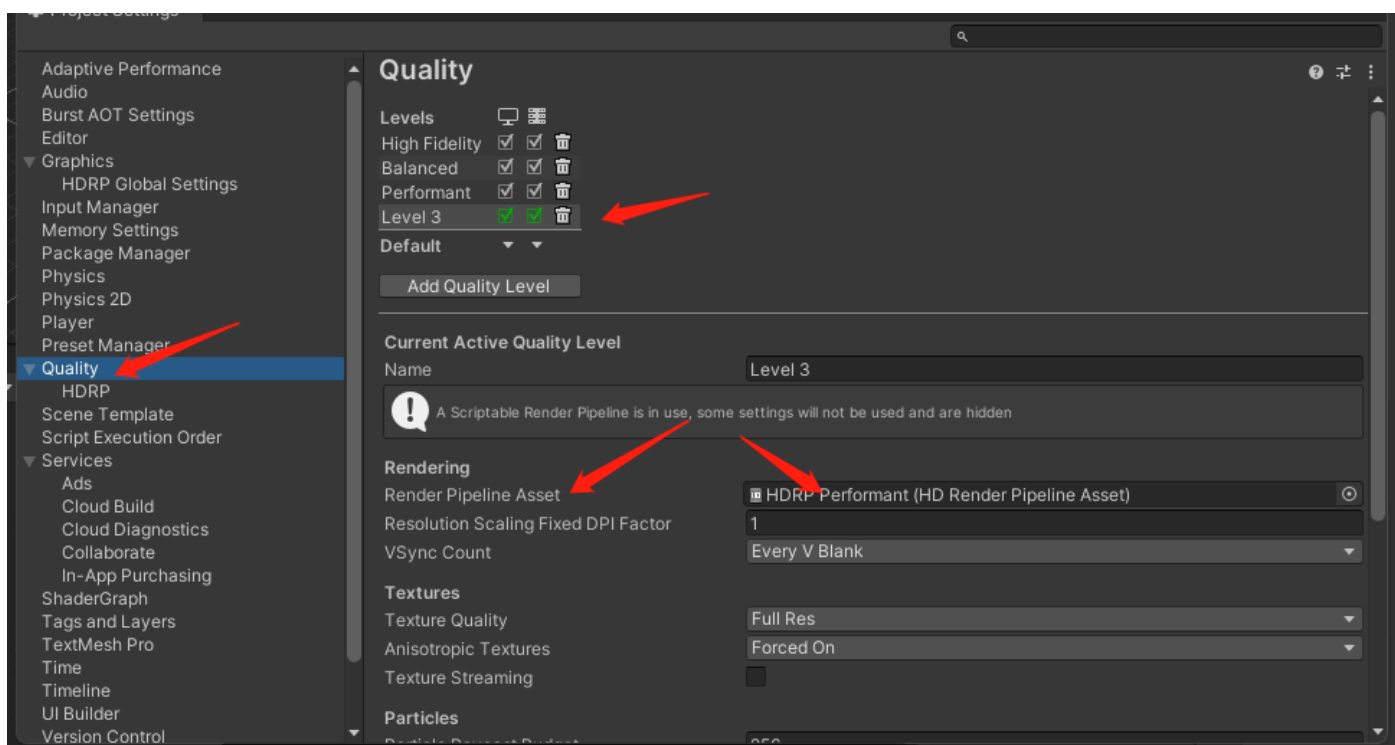 Project Settings
Adaptive Performance
Audio
Burst AOT Settings
Editor
Graphics
HDRP Global Settings
Input Manager
Memory Settings
Package Manager
Physics
Physics 2D
Player
Preset Manager
Quality
HDRP
Scene Template
Script Execution Order
Services
Ads
Cloud Build
Cloud Diagnostics
Collaborate
In-App Purchasing
ShaderGraph
Tags and Layers
TextMesh Pro
Time
Timeline
UI Builder
Version Control
Quality
Levels
High Fidelity
Balanced
Performant
Level 3
Default
Add Quality Level
Current Active Quality Level
Name Level 3
A Scriptable Render Pipeline is in use, some settings will not be used and are hidden
Rendering
Render Pipeline Asset HDRP Performant (HD Render Pipeline Asset)
Resolution Scaling Fixed DPI Factor 1
VSync Count Every V Blank
Textures
Texture Quality Full Res
Anisotropic Textures Forced On
Texture Streaming
Particles
Particle Raycast Budget 256